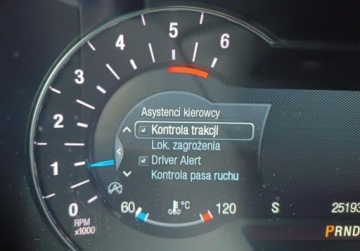 6
5
4
3
2
1
0
RPM
x1000
Asystenci kierowcy
Kontrola trakcji
Lok. zagrożenia
Driver Alert
Kontrola pasa ruchu
60 °C 120
S 25193
PRND